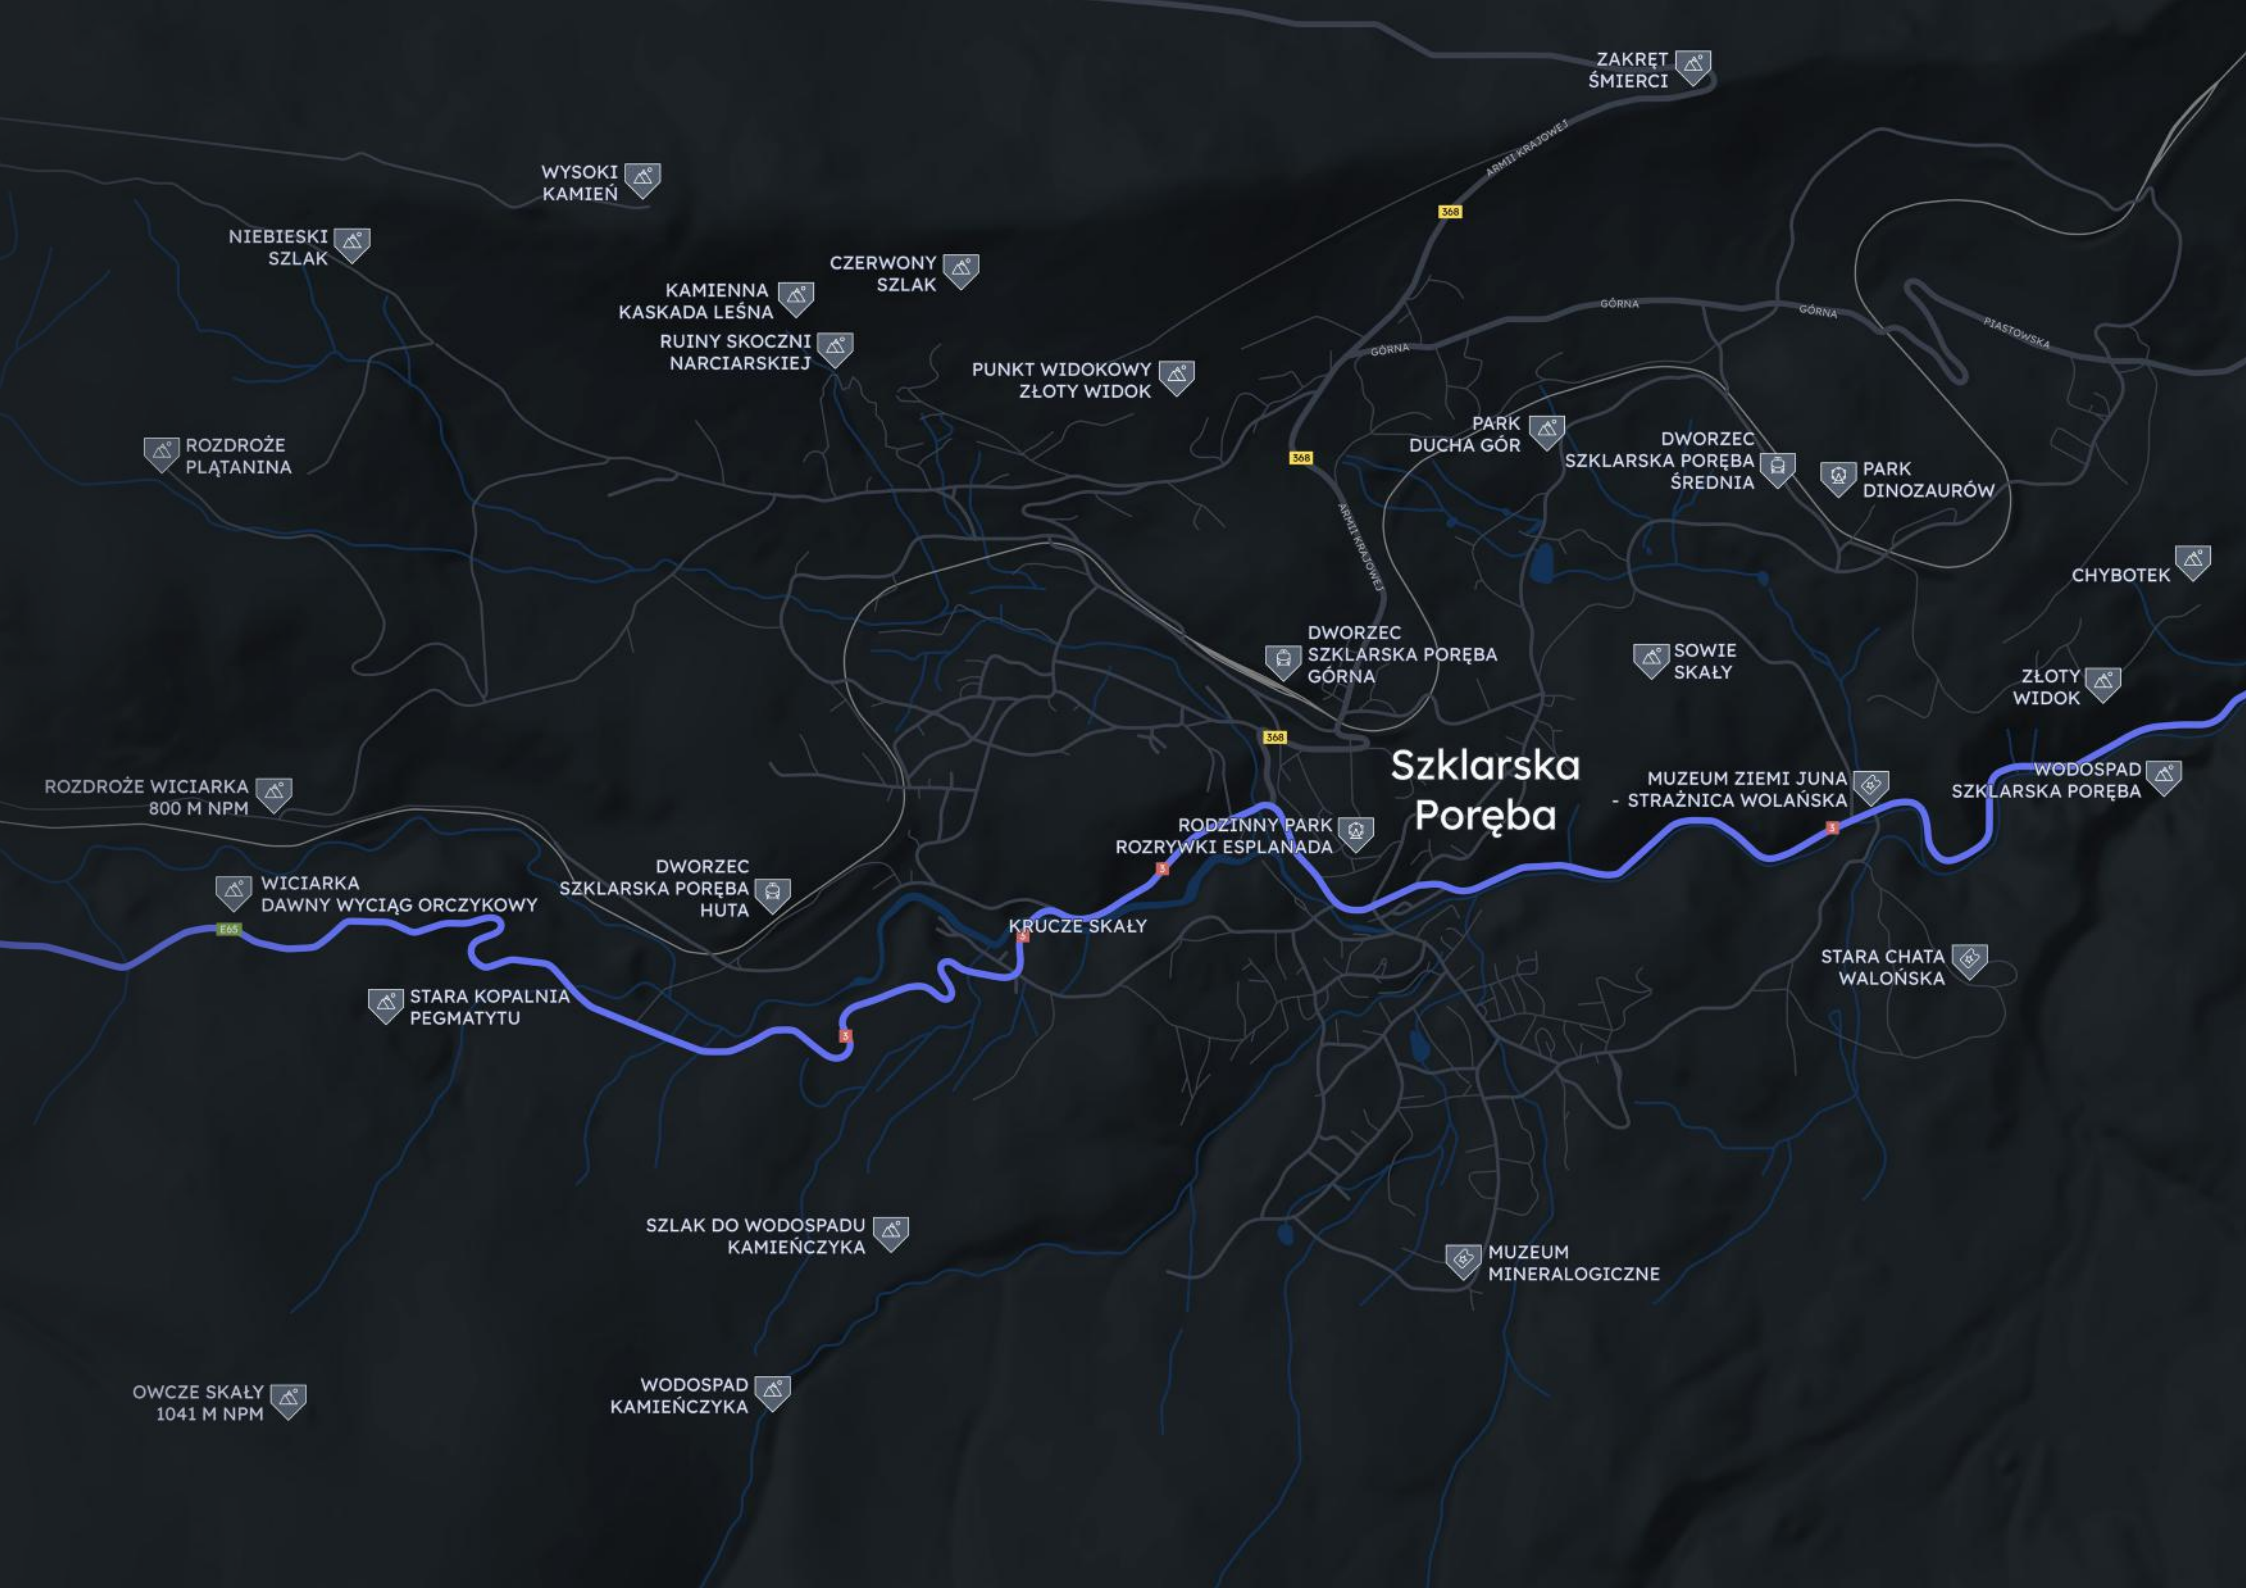 ZAKRĘT
ŚMIERCI
ARMII KRAJOWEJ
WYSOKI
KAMIEŃ
368
NIEBIESKI
SZLAK
CZERWONY
SZLAK
KAMIENNA
KASKADA LEŚNA
GÓRNA
GÓRNA
PIASTOWSKA
RUINY SKOCZNI
NARCIARSKIEJ
GÓRNA
PUNKT WIDOKOWY
ZŁOTY WIDOK
PARK
DUCHA GÓR
DWORZEC
SZKLARSKA PORĘBA
ŚREDNIA
PARK
DINOZAURÓW
ROZDROŻE
PLĄTANINA
368
ARMII KRAJOWEJ
CHYBOTEK
DWORZEC
SZKLARSKA PORĘBA
GÓRNA
SOWIE
SKAŁY
ZŁOTY
WIDOK
368
Szklarska
Poręba
MUZEUM ZIEMI JUNA
- STRAŻNICA WOLAŃSKA
WODOSPAD
SZKLARSKA PORĘBA
ROZDROŻE WICIARKA
800 M NPM
RODZINNY PARK
ROZRYWKI ESPLANADA
3
3
DWORZEC
SZKLARSKA PORĘBA
HUTA
WICIARKA
DAWNY WYCIĄG ORCZYKOWY
E65
KRUCZE SKAŁY
3
STARA CHATA
WALOŃSKA
STARA KOPALNIA
PEGMATYTU
3
SZLAK DO WODOSPADU
KAMIEŃCZYKA
MUZEUM
MINERALOGICZNE
WODOSPAD
KAMIEŃCZYKA
OWCZE SKAŁY
1041 M NPM